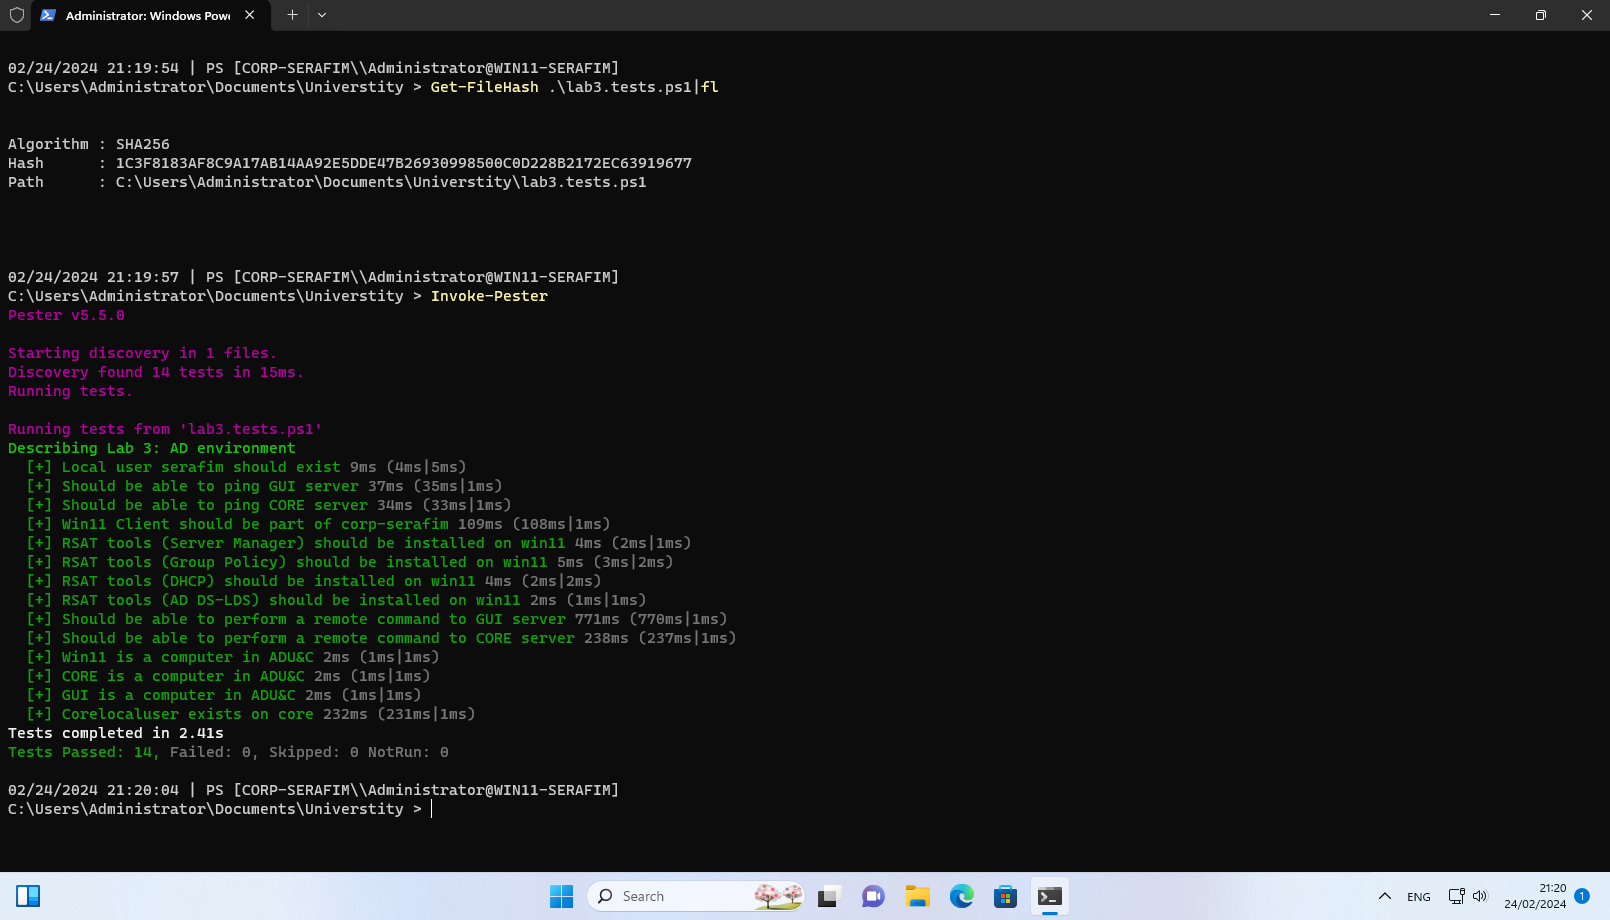 Administrator: Windows Powe
02/24/2024 21:19:54 | PS [CORP-SERAFIM\\Administrator@WIN11-SERAFIM]
C:\Users\Administrator\Documents\Universtity > Get-FileHash .\lab3.tests.ps1|fl
Algorithm : SHA256
Hash      : 1C3F8183AF8C9A17AB14AA92E5DDE47B26930998500C0D228B2172EC63919677
Path      : C:\Users\Administrator\Documents\Universtity\lab3.tests.ps1
02/24/2024 21:19:57 | PS [CORP-SERAFIM\\Administrator@WIN11-SERAFIM]
C:\Users\Administrator\Documents\Universtity > Invoke-Pester
Pester v5.5.0
Starting discovery in 1 files.
Discovery found 14 tests in 15ms.
Running tests.
Running tests from 'lab3.tests.ps1'
Describing Lab 3: AD environment
[+] Local user serafim should exist 9ms (4ms|5ms)
[+] Should be able to ping GUI server 37ms (35ms|1ms)
[+] Should be able to ping CORE server 34ms (33ms|1ms)
[+] Win11 Client should be part of corp-serafim 109ms (108ms|1ms)
[+] RSAT tools (Server Manager) should be installed on win11 4ms (2ms|1ms)
[+] RSAT tools (Group Policy) should be installed on win11 5ms (3ms|2ms)
[+] RSAT tools (DHCP) should be installed on win11 4ms (2ms|2ms)
[+] RSAT tools (AD DS-LDS) should be installed on win11 2ms (1ms|1ms)
[+] Should be able to perform a remote command to GUI server 771ms (770ms|1ms)
[+] Should be able to perform a remote command to CORE server 238ms (237ms|1ms)
[+] Win11 is a computer in ADU&C 2ms (1ms|1ms)
[+] CORE is a computer in ADU&C 2ms (1ms|1ms)
[+] GUI is a computer in ADU&C 2ms (1ms|1ms)
[+] Corelocaluser exists on core 232ms (231ms|1ms)
Tests completed in 2.41s
Tests Passed: 14, Failed: 0, Skipped: 0 NotRun: 0
02/24/2024 21:20:04 | PS [CORP-SERAFIM\\Administrator@WIN11-SERAFIM]
C:\Users\Administrator\Documents\Universtity >
Search
ENG
21:20
24/02/2024
1